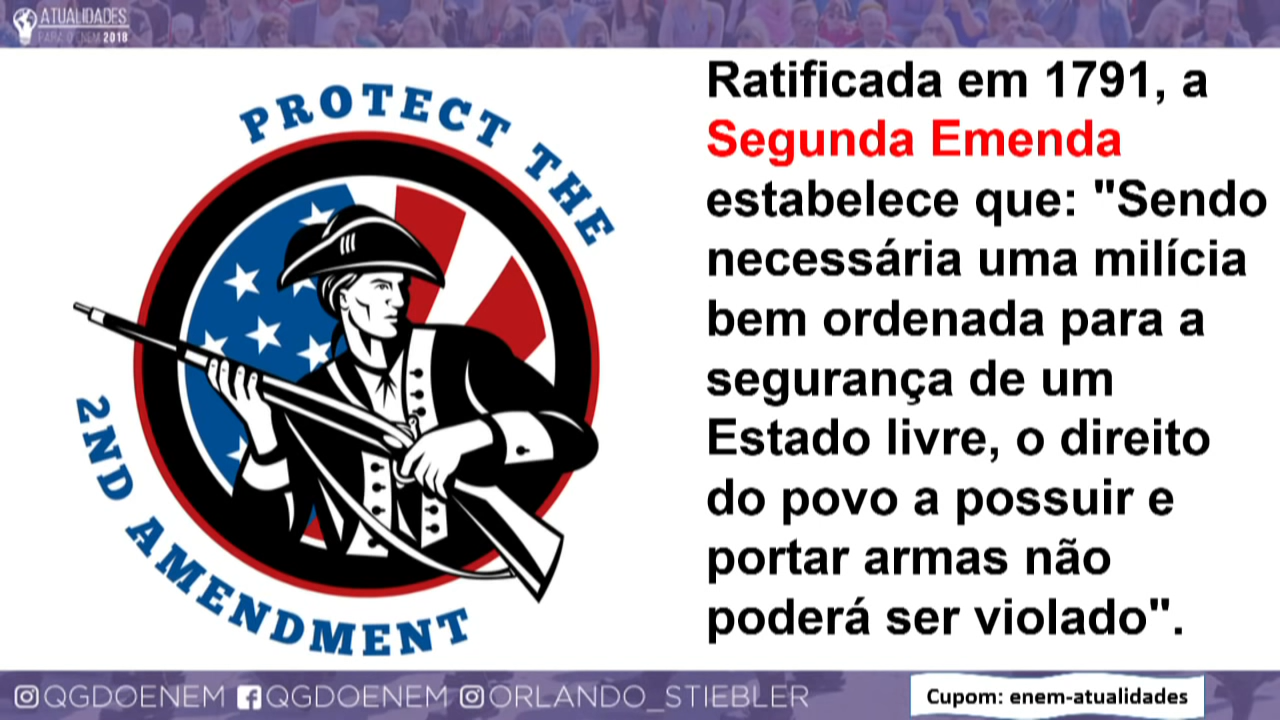 ATUALIDADES
PARA O ENEM 2018
PROTECT THE
2ND AMENDMENT
Ratificada em 1791, a
Segunda Emenda
estabelece que: "Sendo
necessária uma milícia
bem ordenada para a
segurança de um
Estado livre, o direito
do povo a possuir e
portar armas não
poderá ser violado".
@QGDOENEM QGDOENEM ORLANDO_STIEBLER
Cupom: enem-atualidades